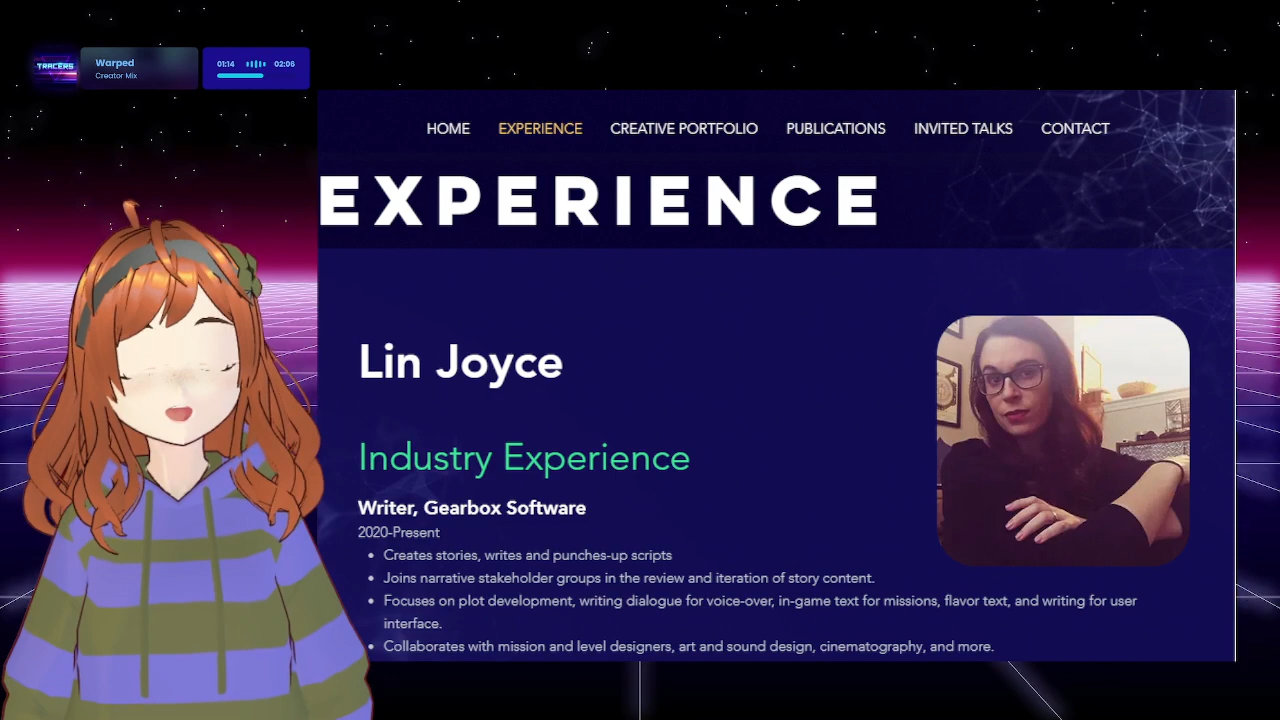 TRACERS
Warped
Creator Mix
01:14
02:06
HOME
EXPERIENCE
CREATIVE PORTFOLIO
PUBLICATIONS
INVITED TALKS
CONTACT
EXPERIENCE
Lin Joyce
Industry Experience
Writer, Gearbox Software
2020-Present
• Creates stories, writes and punches-up scripts
• Joins narrative stakeholder groups in the review and iteration of story content.
• Focuses on plot development, writing dialogue for voice-over, in-game text for missions, flavor text, and writing for user
interface.
• Collaborates with mission and level designers, art and sound design, cinematography, and more.